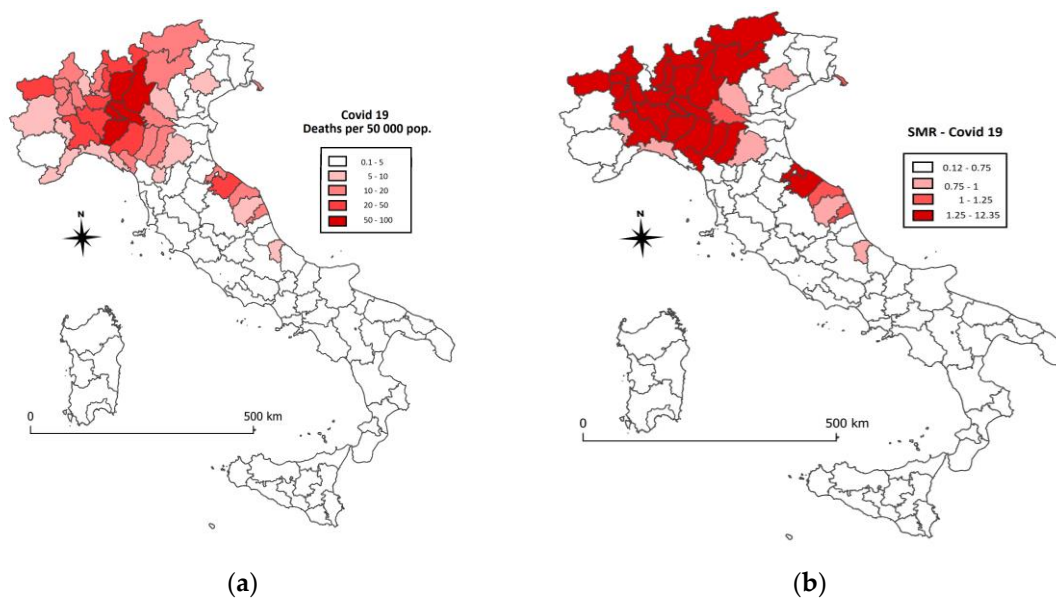 Covid 19
Deaths per 50 000 pop.
0.1 - 5
5 - 10
10 - 20
20 - 50
50 - 100
N
0
500 km
(a)
SMR - Covid 19
0.12 - 0.75
0.75 - 1
1 - 1.25
1.25 - 12.35
N
0
500 km
(b)